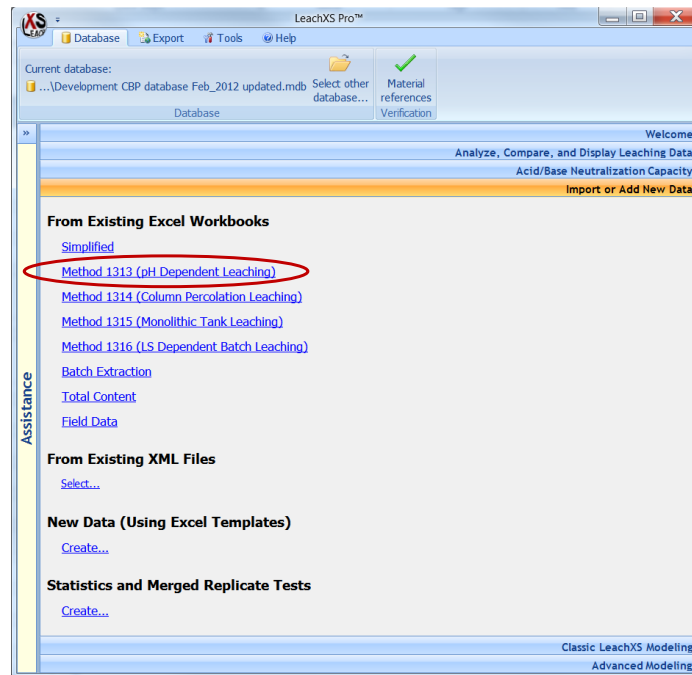 LeachXS Pro™
XS
LEACH
Database Export Tools Help
Current database:
...\Development CBP database Feb_2012 updated.mdb
Select other
database...
Material
references
Database
Verification
»
Welcome
Analyze, Compare, and Display Leaching Data
Acid/Base Neutralization Capacity
Import or Add New Data
Assistance
From Existing Excel Workbooks
Simplified
Method 1313 (pH Dependent Leaching)
Method 1314 (Column Percolation Leaching)
Method 1315 (Monolithic Tank Leaching)
Method 1316 (LS Dependent Batch Leaching)
Batch Extraction
Total Content
Field Data
From Existing XML Files
Select...
New Data (Using Excel Templates)
Create...
Statistics and Merged Replicate Tests
Create...
Classic LeachXS Modeling
Advanced Modeling